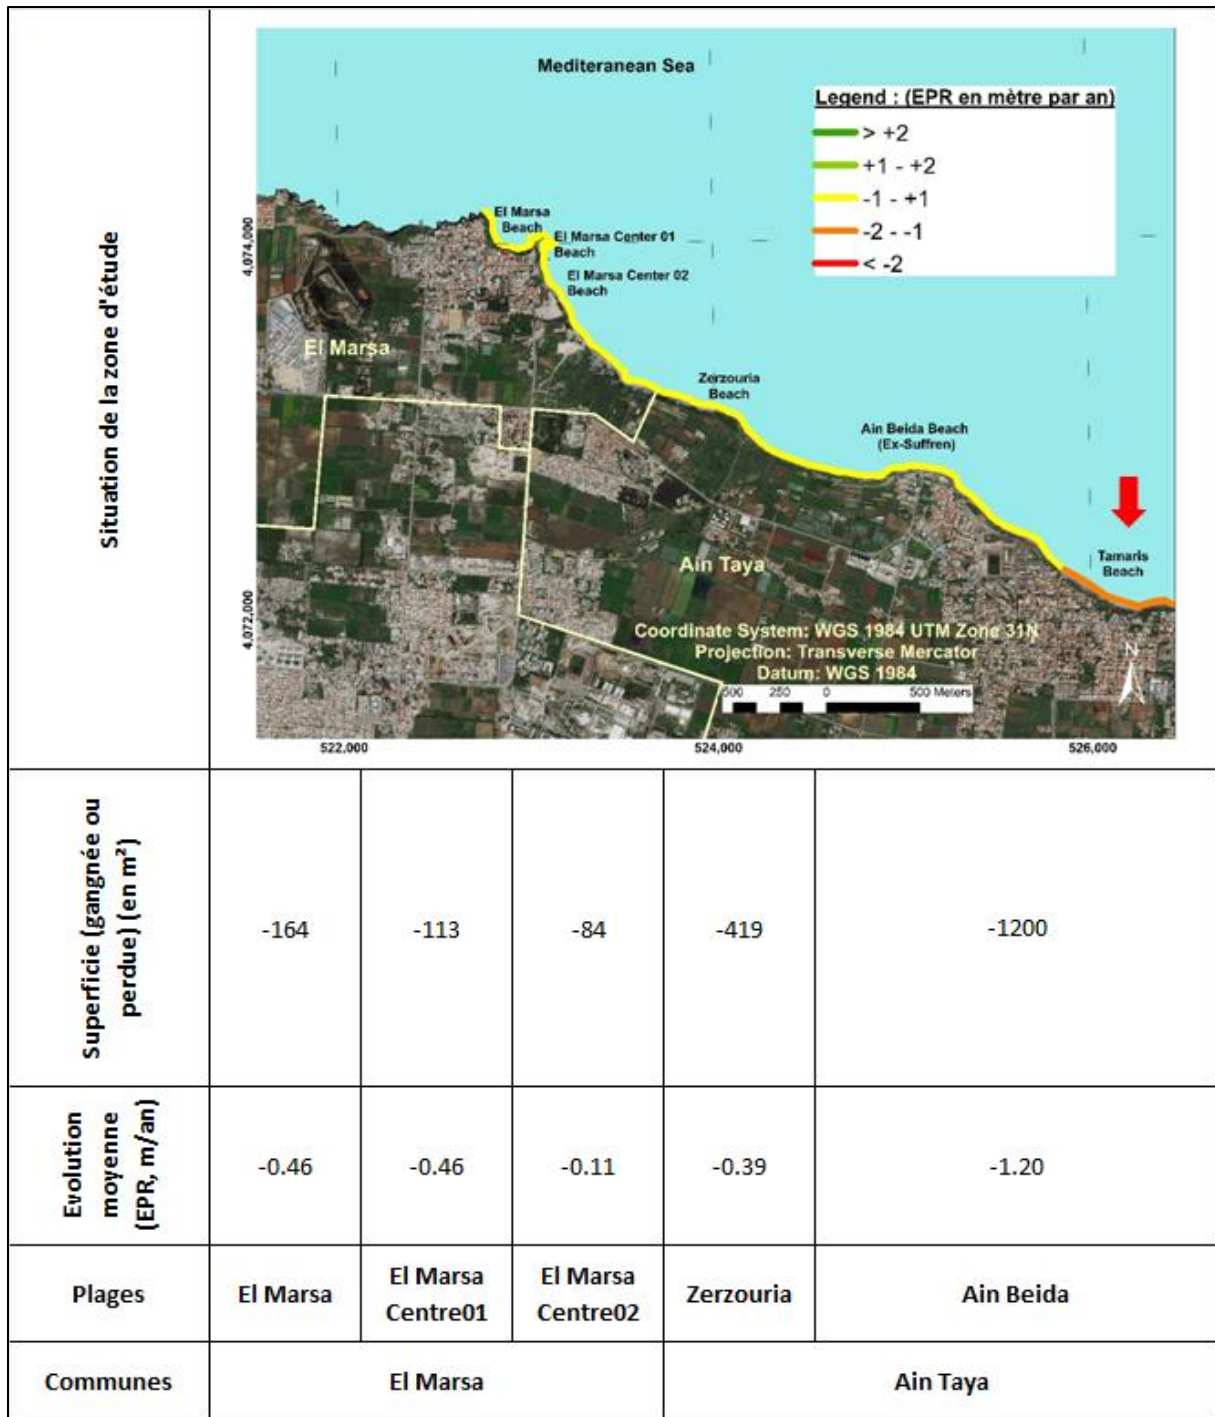 Situation de la zone d'étude
Mediteranean Sea
Legend : (EPR en mètre par an)
> +2
+1 - +2
-1 - +1
-2 - -1
< -2
El Marsa
Beach
El Marsa Center 01
Beach
El Marsa Center 02
Beach
El Marsa
Zerzouria
Beach
Ain Beida Beach
(Ex-Suffren)
Tamaris
Beach
Ain Taya
Coordinate System: WGS 1984 UTM Zone 31N
Projection: Transverse Mercator
Datum: WGS 1984
N
500 250 0 500 Meters
4,074,000
4,072,000
522,000
524,000
526,000
Superficie (gangnée ou
perdue) (en m²)
-164
-113
-84
-419
-1200
Evolution
moyenne
(EPR, m/an)
-0.46
-0.46
-0.11
-0.39
-1.20
Plages
El Marsa
El Marsa
Centre01
El Marsa
Centre02
Zerzouria
Ain Beida
Communes
El Marsa
Ain Taya